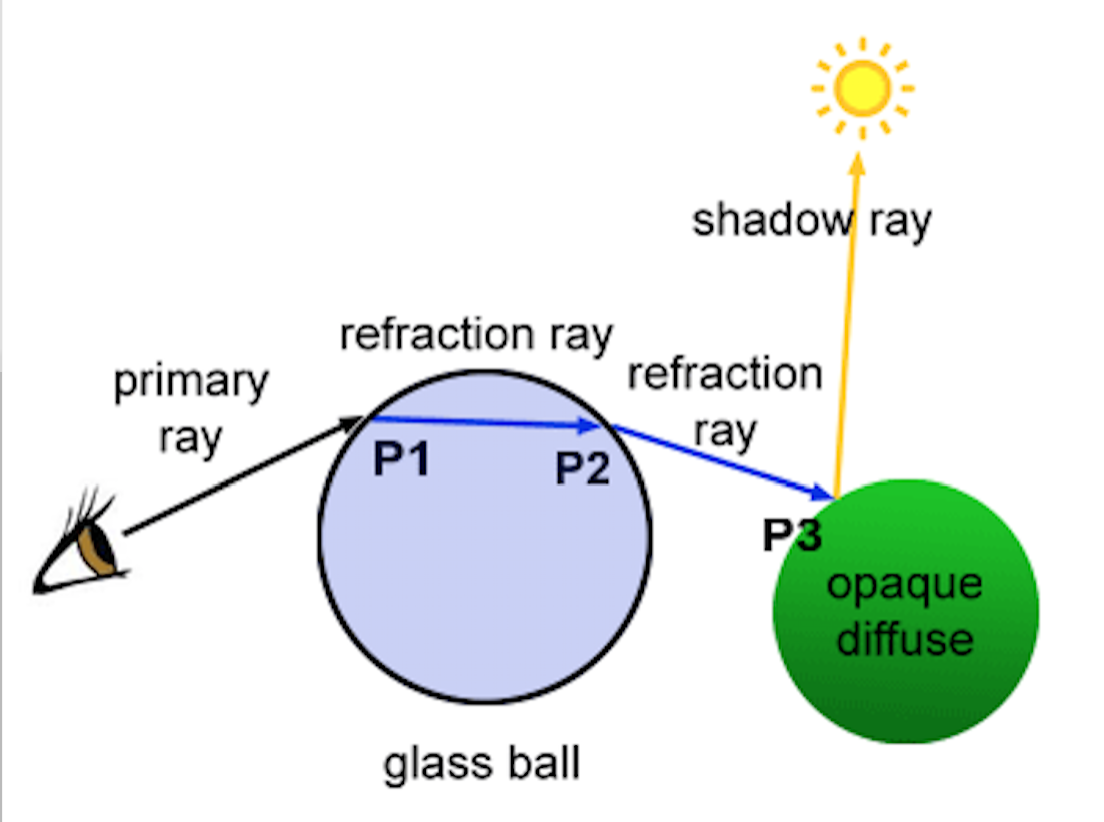 shadow ray
refraction ray
primary
ray
refraction
ray
P1
P2
P3
opaque
diffuse
glass ball